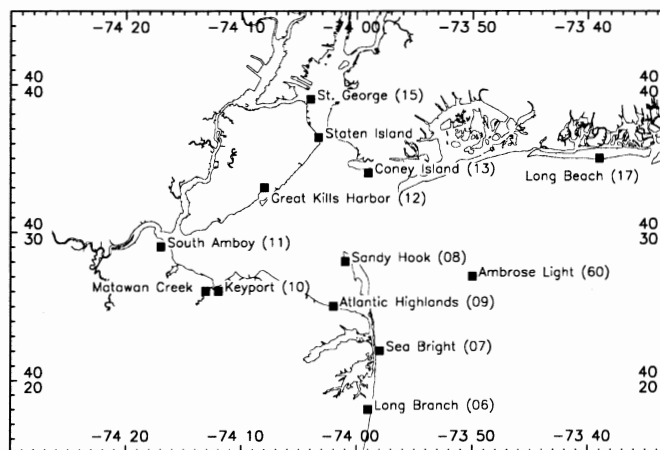 -74 20 -74 10 -74 00 -73 50 -73 40
40 40
40 40
St. George (15)
Staten Island
Coney Island (13)
Long Beach (17)
Great Kills Harbor (12)
40 40
30 30
South Amboy (11)
Sandy Hook (08)
Ambrose Light (60)
Matawan Creek
Keyport (10)
Atlantic Highlands (09)
Sea Bright (07)
40 40
20 20
Long Branch (06)
-74 20 -74 10 -74 00 -73 50 -73 40